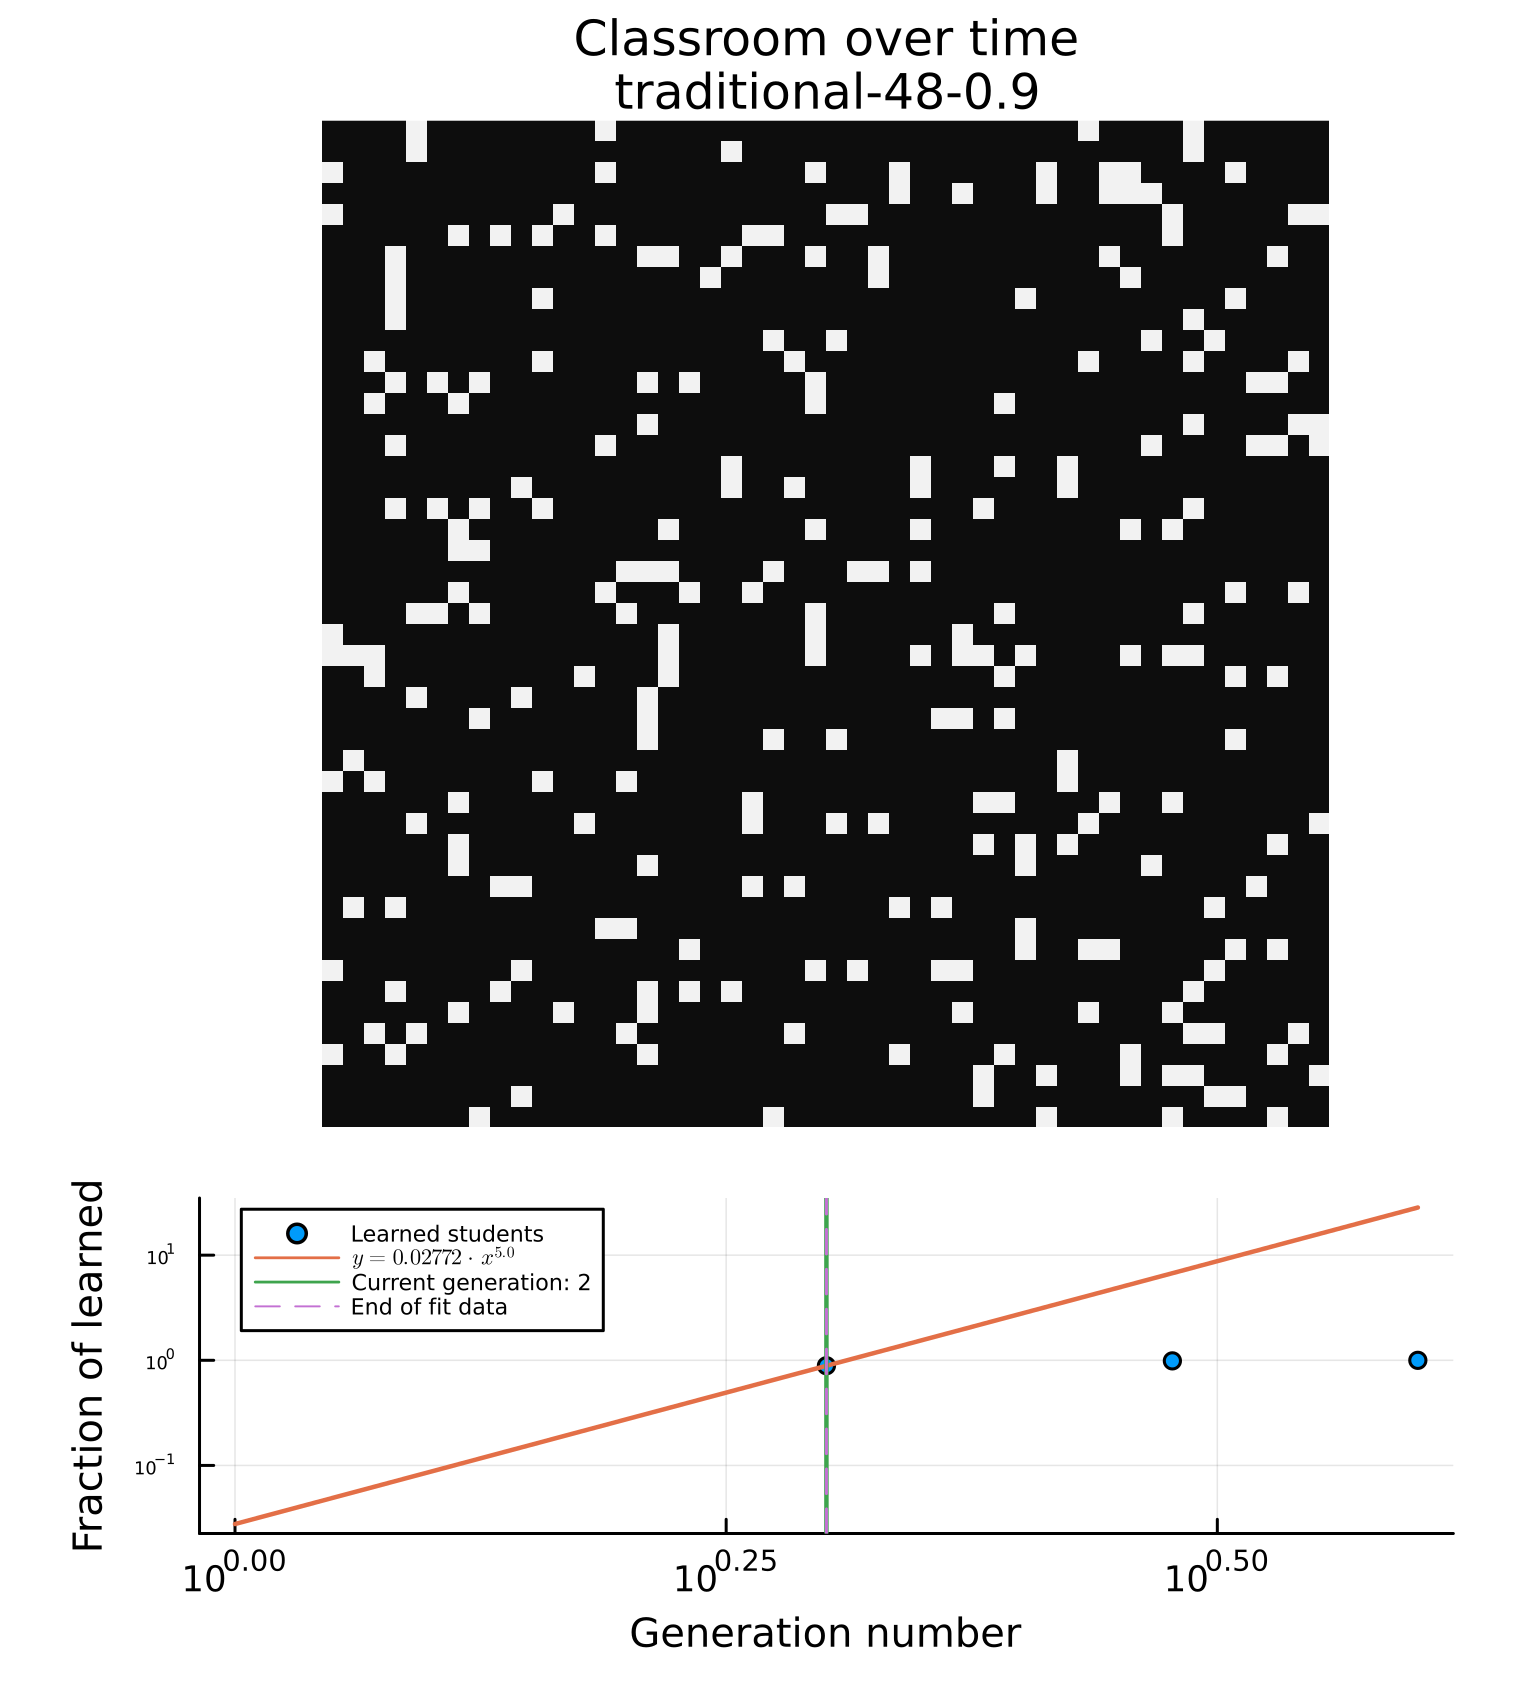 Classroom over time
traditional-48-0.9
Fraction of learned
Learned students
y = 0.02772 · x^5.0
Current generation: 2
End of fit data
10^1
10^0
10^−1
10^0.00
10^0.25
10^0.50
Generation number